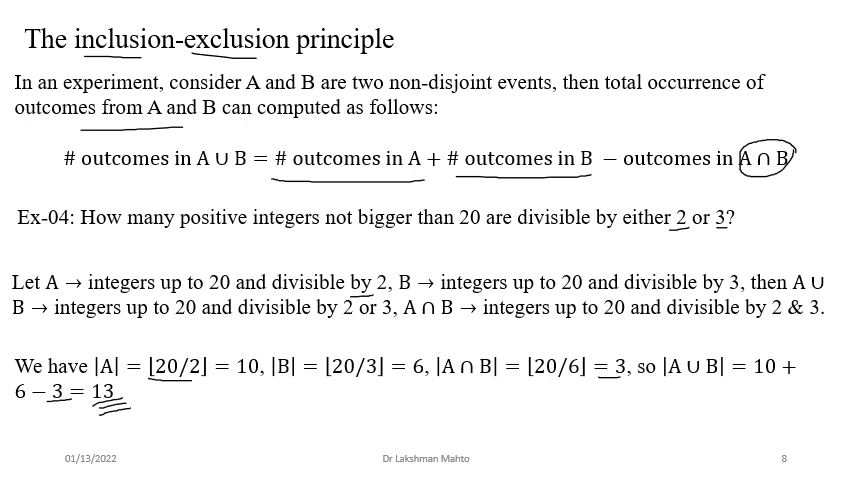 The inclusion-exclusion principle
In an experiment, consider A and B are two non-disjoint events, then total occurrence of
outcomes from A and B can computed as follows:
# outcomes in A ∪ B = # outcomes in A + # outcomes in B − outcomes in A ∩ B
Ex-04: How many positive integers not bigger than 20 are divisible by either 2 or 3?
Let A → integers up to 20 and divisible by 2, B → integers up to 20 and divisible by 3, then A ∪
B → integers up to 20 and divisible by 2 or 3, A ∩ B → integers up to 20 and divisible by 2 & 3.
We have |A| = ⌊20/2⌋ = 10, |B| = ⌊20/3⌋ = 6, |A ∩ B| = ⌊20/6⌋ = 3, so |A ∪ B| = 10 +
6 − 3 = 13
01/13/2022 Dr Lakshman Mahto 8